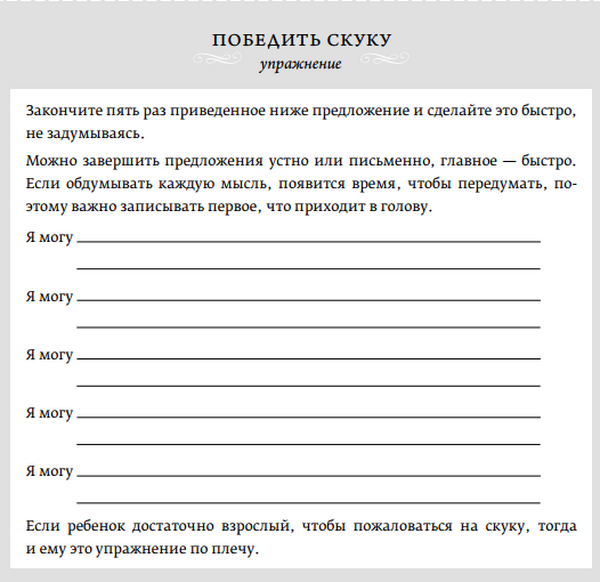 ПОБЕДИТЬ СКУКУ
упражнение
Закончите пять раз приведенное ниже предложение и сделайте это быстро,
не задумываясь.
Можно завершить предложения устно или письменно, главное — быстро.
Если обдумывать каждую мысль, появится время, чтобы передумать, по-
этому важно записывать первое, что приходит в голову.
Я могу
Я могу
Я могу
Я могу
Я могу
Если ребенок достаточно взрослый, чтобы пожаловаться на скуку, тогда
и ему это упражнение по плечу.